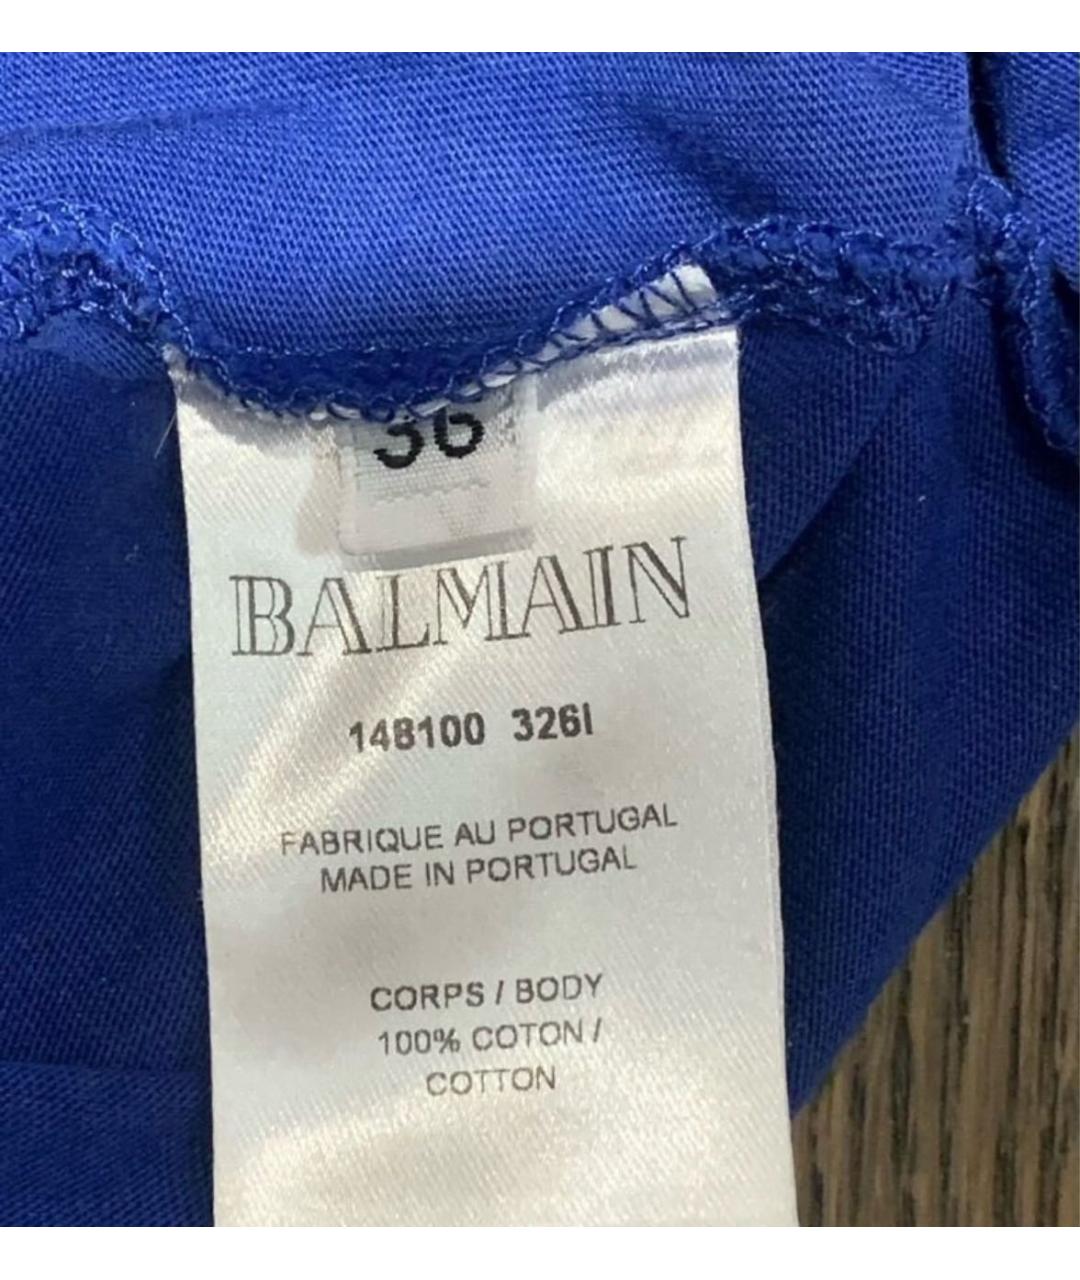 36
BALMAIN
148100 326I
FABRIQUE AU PORTUGAL
MADE IN PORTUGAL
CORPS / BODY
100% COTON /
COTTON